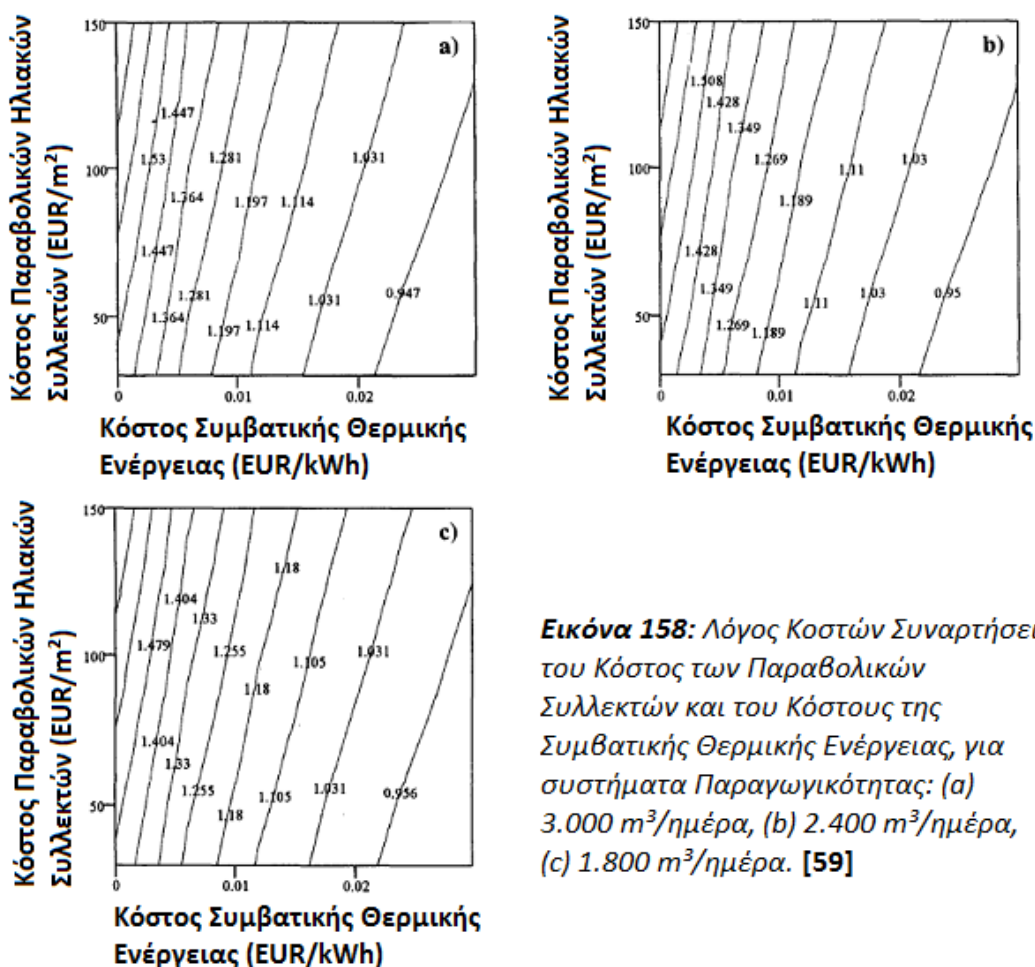 Κόστος Παραβολικών Ηλιακών
Συλλεκτών (EUR/m²)
150
100
50
a)
1.447
1.53
1.281
1.031
1.364
1.197
1.114
1.447
1.281
1.031
0.947
1.364
1.197
1.114
0
0.01
0.02
Κόστος Συμβατικής Θερμικής
Ενέργειας (EUR/kWh)
Κόστος Παραβολικών Ηλιακών
Συλλεκτών (EUR/m²)
150
100
50
b)
1.508
1.428
1.349
1.269
1.11
1.03
1.189
1.428
1.349
1.11
1.03
0.95
1.269
1.189
0
0.01
0.02
Κόστος Συμβατικής Θερμικής
Ενέργειας (EUR/kWh)
Κόστος Παραβολικών Ηλιακών
Συλλεκτών (EUR/m²)
150
100
50
c)
1.18
1.404
1.33
1.479
1.255
1.105
1.031
1.18
1.404
1.33
1.255
1.105
1.031
0.956
1.18
0
0.01
0.02
Κόστος Συμβατικής Θερμικής
Ενέργειας (EUR/kWh)
Εικόνα 158: Λόγος Κοστών Συναρτήσει
του Κόστος των Παραβολικών
Συλλεκτών και του Κόστους της
Συμβατικής Θερμικής Ενέργειας, για
συστήματα Παραγωγικότητας: (a)
3.000 m³/ημέρα, (b) 2.400 m³/ημέρα,
(c) 1.800 m³/ημέρα. [59]